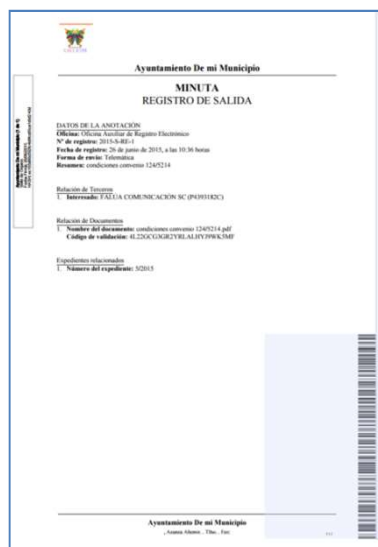 Ayuntamiento De mi Municipio
MINUTA
REGISTRO DE SALIDA
DATOS DE LA ANOTACIÓN
Oficina: Oficina Auxiliar de Registro Electrónico
Nº de registro: 2015-S-RE-1
Fecha de registro: 26 de junio de 2015, a las 10:36 horas
Forma de envío: Telemática
Resumen: condiciones convenio 124/5214
Relación de Terceros
1. Interesado: FALUA COMUNICACIÓN SC (P4393182C)
Relación de Documentos
1. Nombre del documento: condiciones convenio 124/5214.pdf
Código de validación:
Expedientes relacionados
1. Número del expediente: 3/2015
Ayuntamiento De mi Municipio